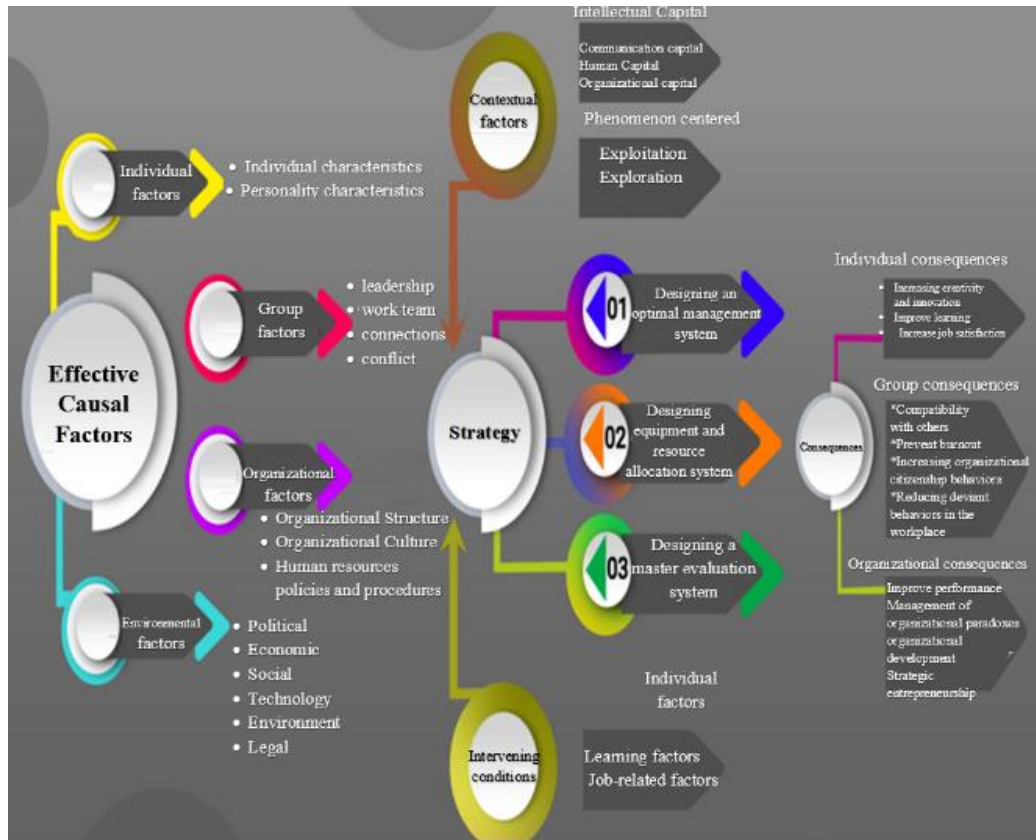 Effective
Causal
Factors
Individual
factors
• Individual characteristics
• Personality characteristics
Group
factors
• leadership
• work team
• connections
• conflict
Organizational
factors
• Organizational Structure
• Organizational Culture
• Human resources
policies and procedures
Environmental
factors
• Political
• Economic
• Social
• Technology
• Environment
• Legal
Contextual
factors
Intellectual Capital
Communication capital
Human Capital
Organizational capital
Phenomenon centered
Exploitation
Exploration
Strategy
01
Designing an
optimal management
system
02
Designing
equipment and
resource
allocation system
03
Designing a
master evaluation
system
Intervening
conditions
Individual
factors
Learning factors
Job-related factors
Consequences
Individual consequences
• Increasing creativity
and innovation
• Improve learning
• Increase job satisfaction
Group consequences
*Compatibility
with others
*Prevent burnout
*Increasing organizational
citizenship behaviors
*Reducing deviant
behaviors in the
workplace
Organizational consequences
Improve performance
Management of
organizational paradoxes
organizational
development
Strategic
entrepreneurship